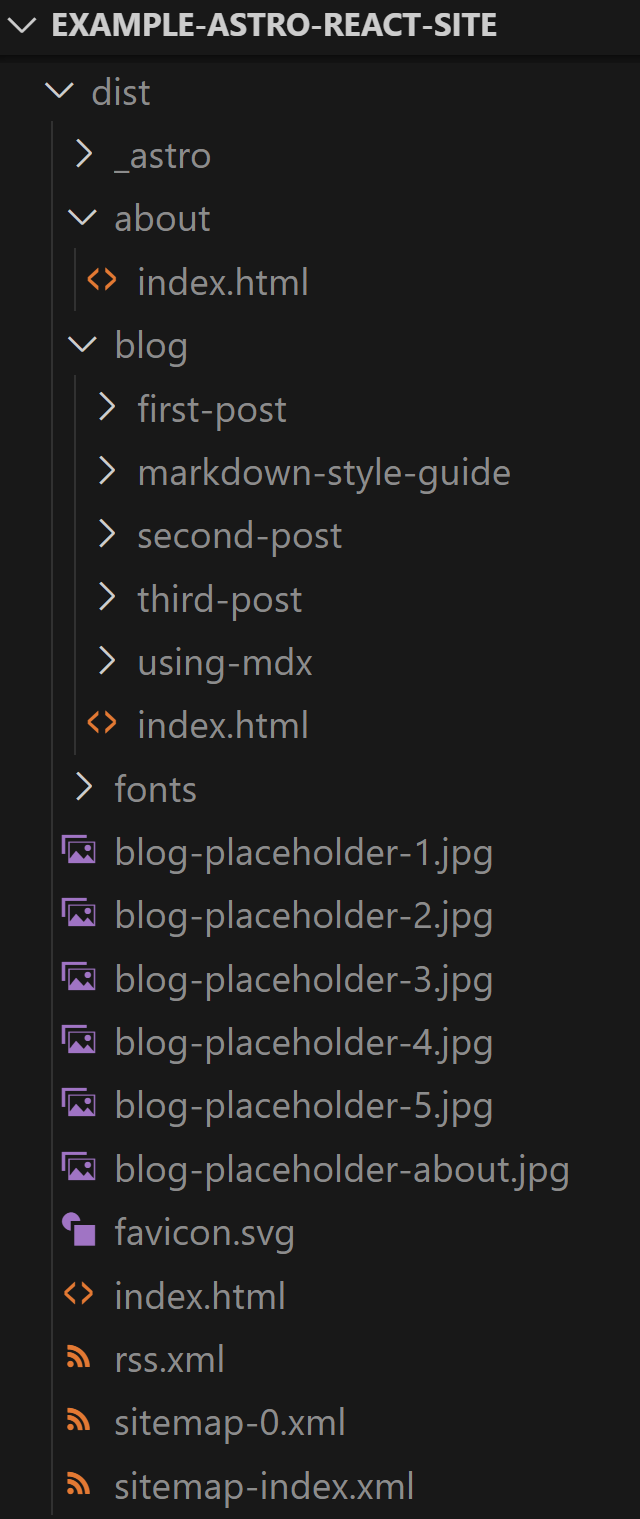 EXAMPLE-ASTRO-REACT-SITE
dist
_astro
about
index.html
blog
first-post
markdown-style-guide
second-post
third-post
using-mdx
index.html
fonts
blog-placeholder-1.jpg
blog-placeholder-2.jpg
blog-placeholder-3.jpg
blog-placeholder-4.jpg
blog-placeholder-5.jpg
blog-placeholder-about.jpg
favicon.svg
index.html
rss.xml
sitemap-0.xml
sitemap-index.xml